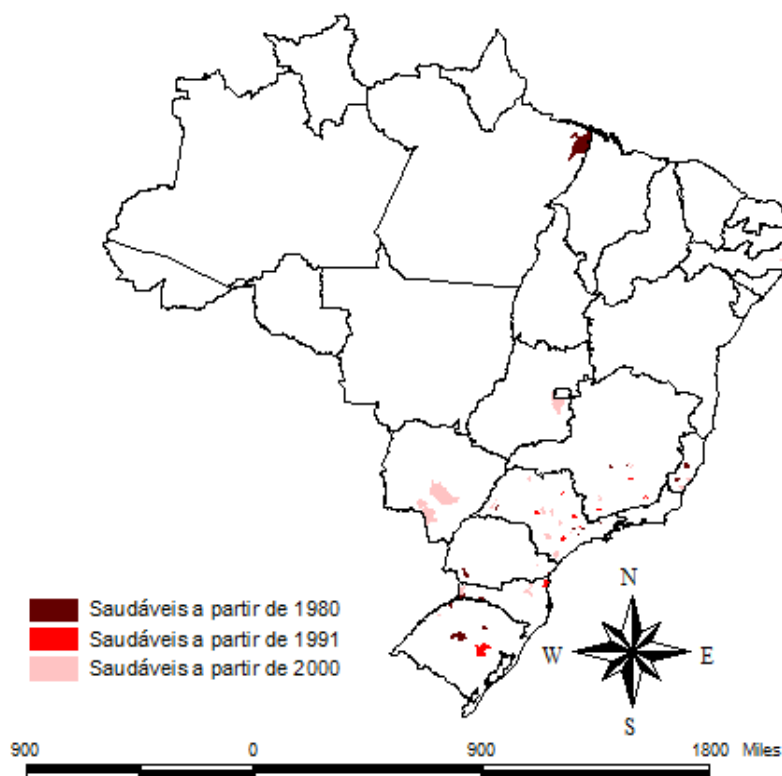 N
W E
S
Saudáveis a partir de 1980
Saudáveis a partir de 1991
Saudáveis a partir de 2000
900 0 900 1800 Miles